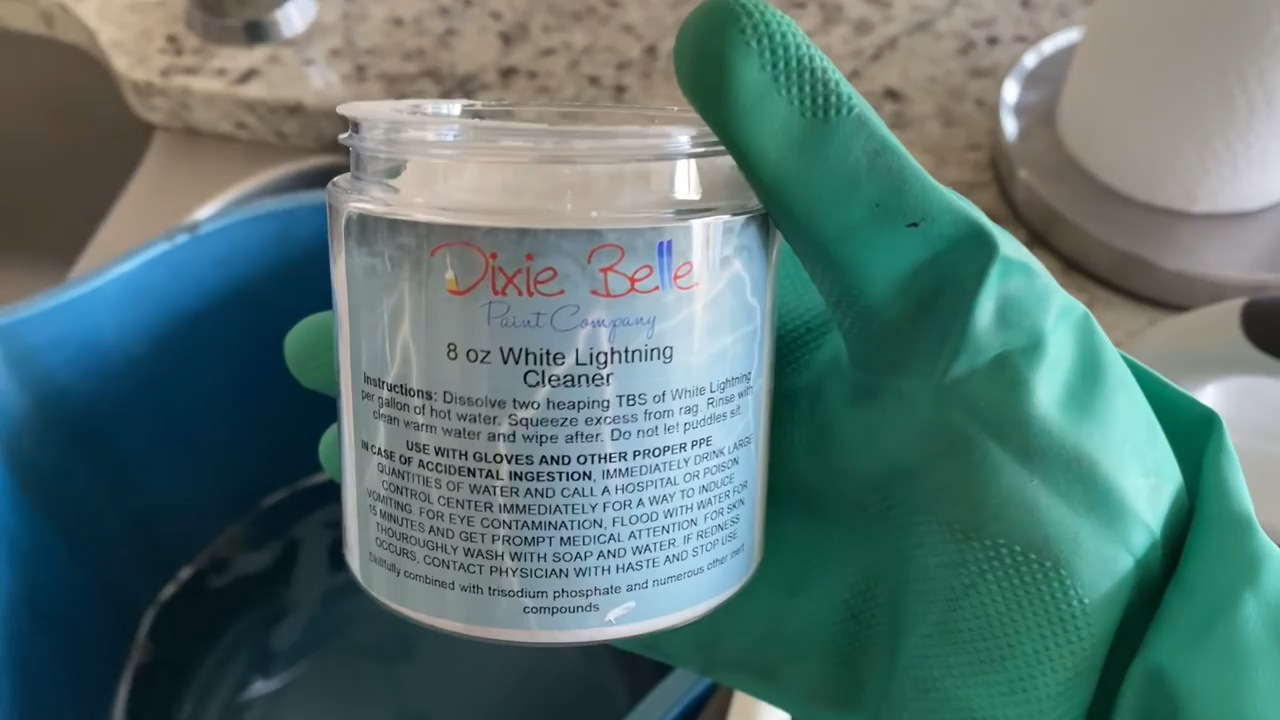 Dixie Belle
Paint Company
8 oz White Lightning
Cleaner
Instructions: Dissolve two heaping TBS of White Lightning
per gallon of hot water. Squeeze excess from rag. Rinse with
clean warm water and wipe after. Do not let puddles sit.
USE WITH GLOVES AND OTHER PROPER PPE
IN CASE OF ACCIDENTAL INGESTION, IMMEDIATELY DRINK LARGE
QUANTITIES OF WATER AND CALL A HOSPITAL OR POISON
CONTROL CENTER IMMEDIATELY FOR A WAY TO INDUCE
VOMITING. FOR EYE CONTAMINATION, FLOOD WITH WATER FOR
15 MINUTES AND GET PROMPT MEDICAL ATTENTION. FOR SKIN,
THOUROUGHLY WASH WITH SOAP AND WATER. IF REDNESS
OCCURS, CONTACT PHYSICIAN WITH HASTE AND STOP USE.
Skillfully combined with trisodium phosphate and numerous other inert
compounds